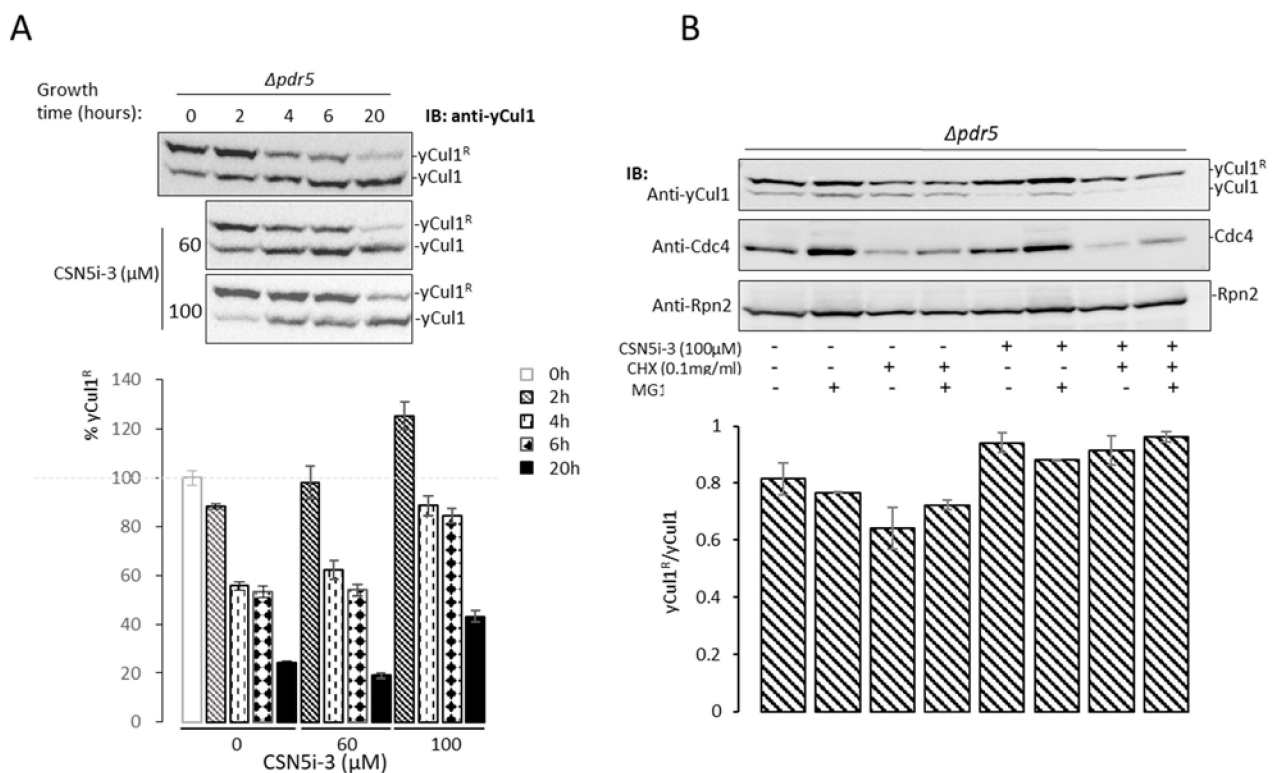 A
Δpdr5
Growth
time (hours):
0 2 4 6 20 IB: anti-yCul1
-yCul1R
-yCul1
CSN5i-3 (µM)
60
-yCul1R
-yCul1
100
-yCul1R
-yCul1
% yCul1R
140
120
100
80
60
40
20
0
0h
2h
4h
6h
20h
0 60 100
CSN5i-3 (µM)
B
Δpdr5
IB:
Anti-yCul1
yCul1R
-yCul1
Anti-Cdc4
-Cdc4
Anti-Rpn2
-Rpn2
CSN5i-3 (100µM) - - - - + + + +
CHX (0.1mg/ml) - - + + - - + +
MG1 - + - + - + - +
yCul1R/yCul1
1
0.8
0.6
0.4
0.2
0